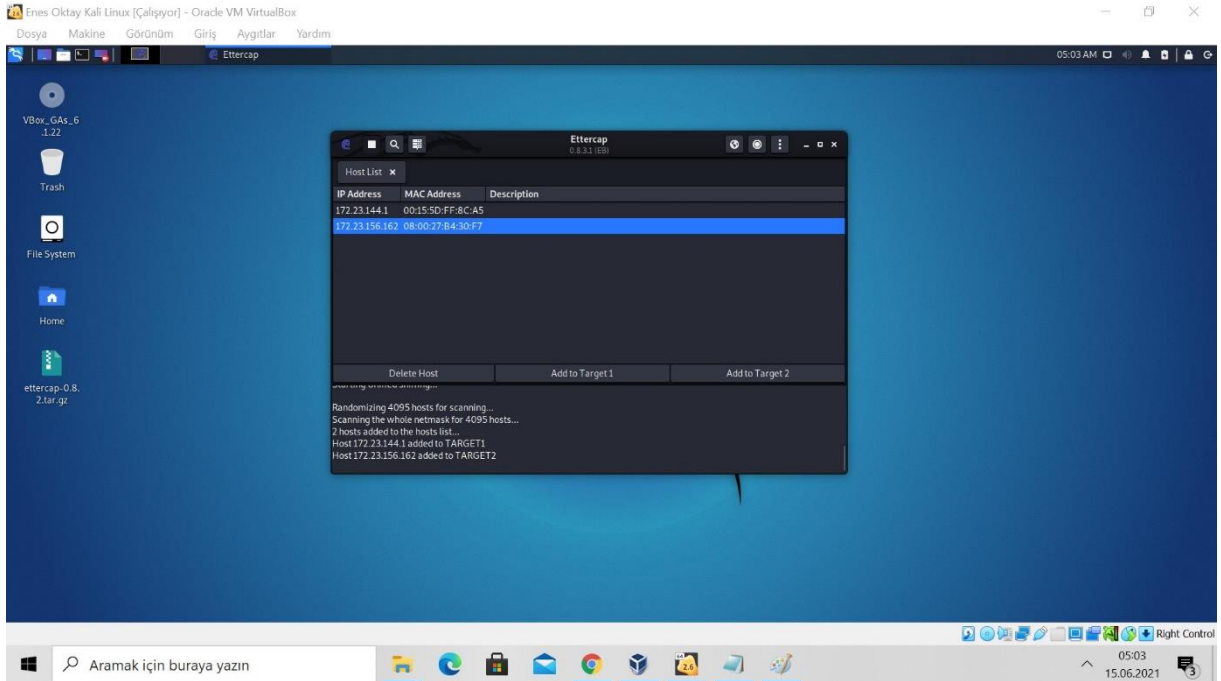 Enes Oktay Kali Linux [Çalışıyor] - Oracle VM VirtualBox
Dosya Makine Görünüm Giriş Aygıtlar Yardım
Ettercap
05:03 AM
VBox_GAs_6
.1.22
Trash
File System
Home
ettercap-0.8.
2.tar.gz
Ettercap
0.8.3.1 (EB)
Host List
IP Address MAC Address Description
172.23.144.1 00:15:5D:FF:8C:A5
172.23.156.162 08:00:27:B4:30:F7
Delete Host Add to Target 1 Add to Target 2
Starting Unified sniffing...
Randomizing 4095 hosts for scanning...
Scanning the whole netmask for 4095 hosts...
2 hosts added to the hosts list...
Host 172.23.144.1 added to TARGET1
Host 172.23.156.162 added to TARGET2
Right Control
Aramak için buraya yazın
2.6
05:03
15.06.2021
3